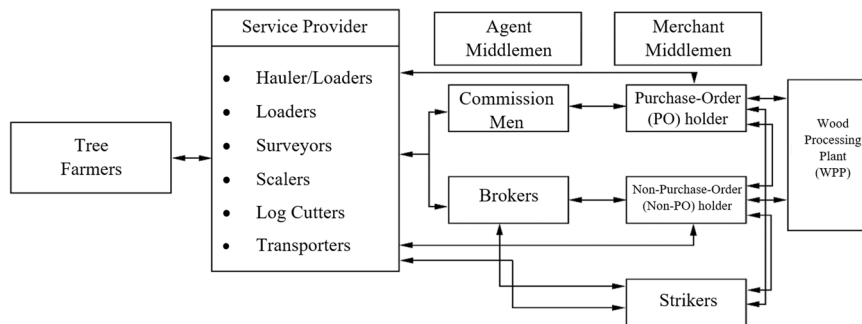 Service Provider
Agent
Middlemen
Merchant
Middlemen
• Hauler/Loaders
• Loaders
• Surveyors
• Scalers
• Log Cutters
• Transporters
Tree
Farmers
Commission
Men
Purchase-Order
(PO) holder
Wood
Processing
Plant
(WPP)
Brokers
Non-Purchase-Order
(Non-PO) holder
Strikers